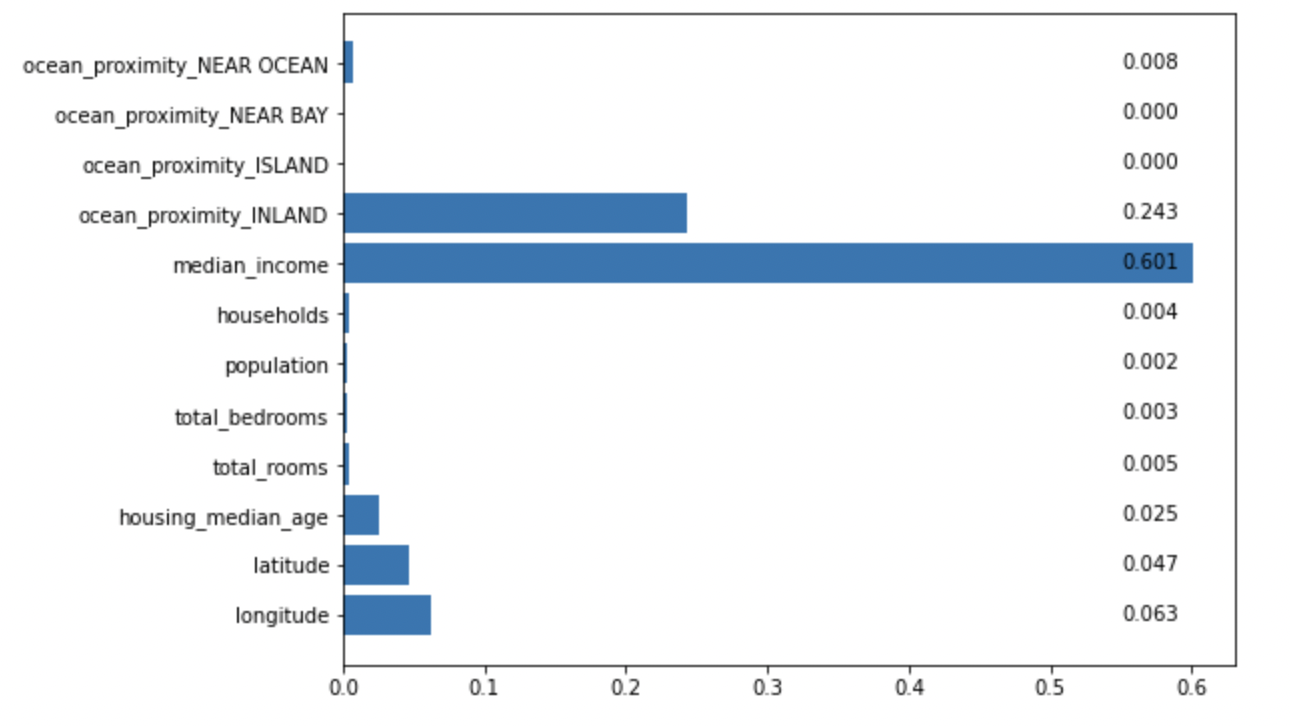 ocean_proximity_NEAR OCEAN 0.008
ocean_proximity_NEAR BAY 0.000
ocean_proximity_ISLAND 0.000
ocean_proximity_INLAND 0.243
median_income 0.601
households 0.004
population 0.002
total_bedrooms 0.003
total_rooms 0.005
housing_median_age 0.025
latitude 0.047
longitude 0.063
0.0 0.1 0.2 0.3 0.4 0.5 0.6